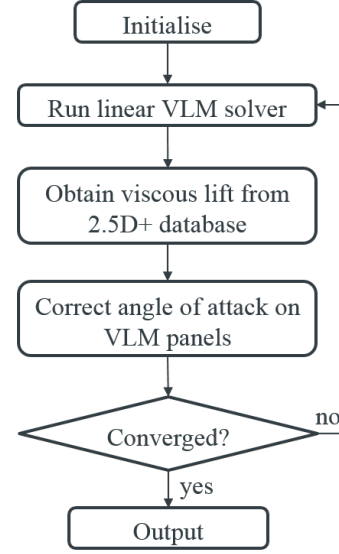 Initialise
Run linear VLM solver
Obtain viscous lift from
2.5D+ database
Correct angle of attack on
VLM panels
Converged?
no
yes
Output